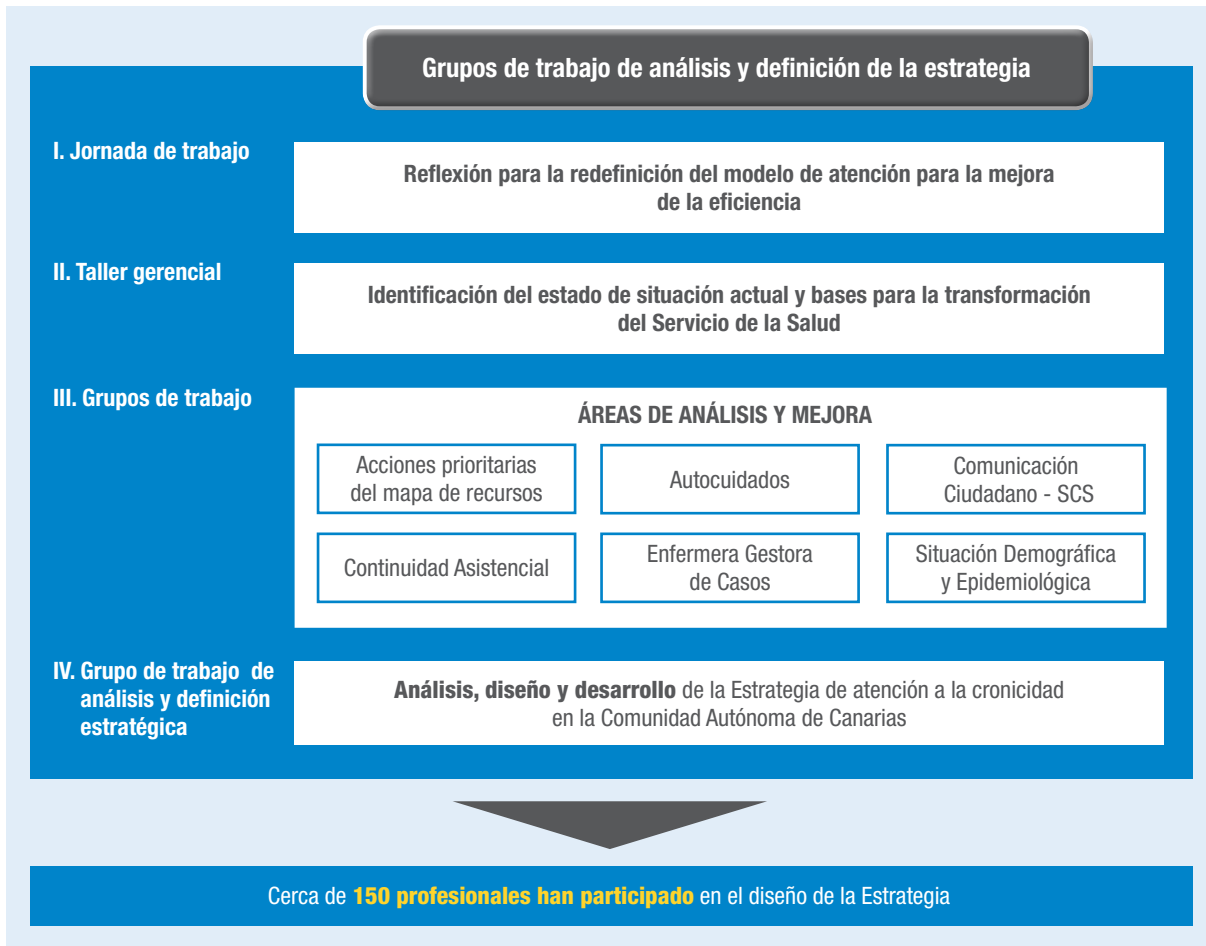 Grupos de trabajo de análisis y definición de la estrategia
I. Jornada de trabajo
Reflexión para la redefinición del modelo de atención para la mejora
de la eficiencia
II. Taller gerencial
Identificación del estado de situación actual y bases para la transformación
del Servicio de la Salud
III. Grupos de trabajo
ÁREAS DE ANÁLISIS Y MEJORA
Acciones prioritarias
del mapa de recursos
Autocuidados
Comunicación
Ciudadano - SCS
Continuidad Asistencial
Enfermera Gestora
de Casos
Situación Demográfica
y Epidemiológica
IV. Grupo de trabajo de
análisis y definición
estratégica
Análisis, diseño y desarrollo de la Estrategia de atención a la cronicidad
en la Comunidad Autónoma de Canarias
Cerca de 150 profesionales han participado en el diseño de la Estrategia